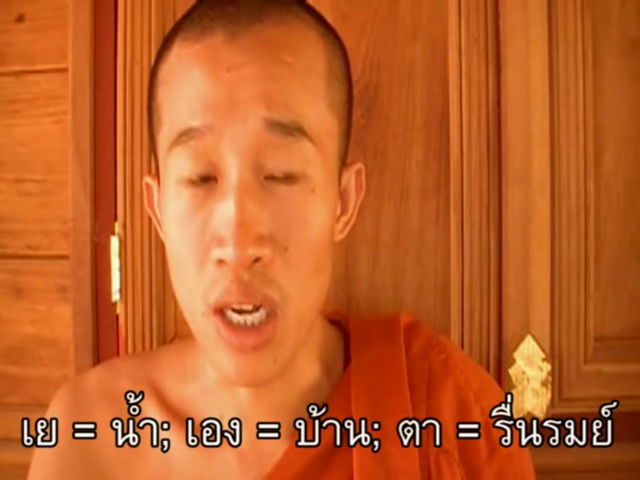 เย = น้ำ; เอง = บ้าน; ตา = รื่นรมย์